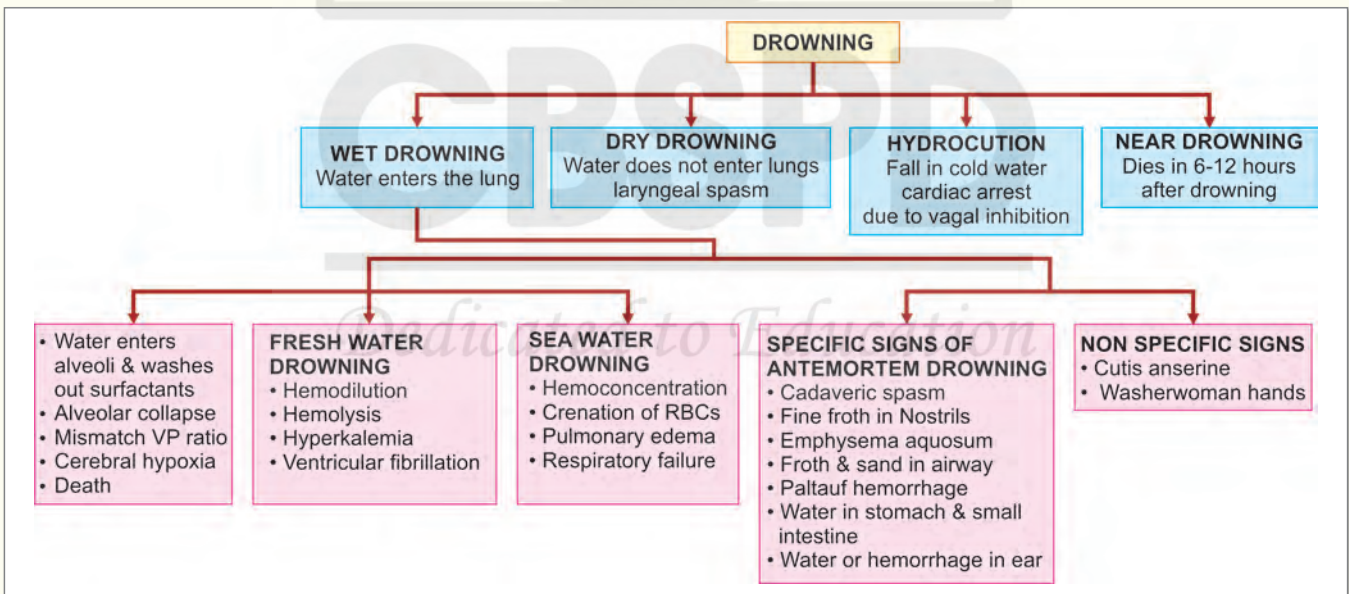 CBSPD
Dedicated to Education
DROWNING
WET DROWNING
Water enters the lung
DRY DROWNING
Water does not enter lungs
laryngeal spasm
HYDROCUTION
Fall in cold water
cardiac arrest
due to vagal inhibition
NEAR DROWNING
Dies in 6-12 hours
after drowning
• Water enters
alveoli & washes
out surfactants
• Alveolar collapse
• Mismatch VP ratio
• Cerebral hypoxia
• Death
FRESH WATER
DROWNING
• Hemodilution
• Hemolysis
• Hyperkalemia
• Ventricular fibrillation
SEA WATER
DROWNING
• Hemoconcentration
• Crenation of RBCs
• Pulmonary edema
• Respiratory failure
SPECIFIC SIGNS OF
ANTEMORTEM DROWNING
• Cadaveric spasm
• Fine froth in Nostrils
• Emphysema aquosum
• Froth & sand in airway
• Paltauf hemorrhage
• Water in stomach & small
intestine
• Water or hemorrhage in ear
NON SPECIFIC SIGNS
• Cutis anserine
• Washerwoman hands